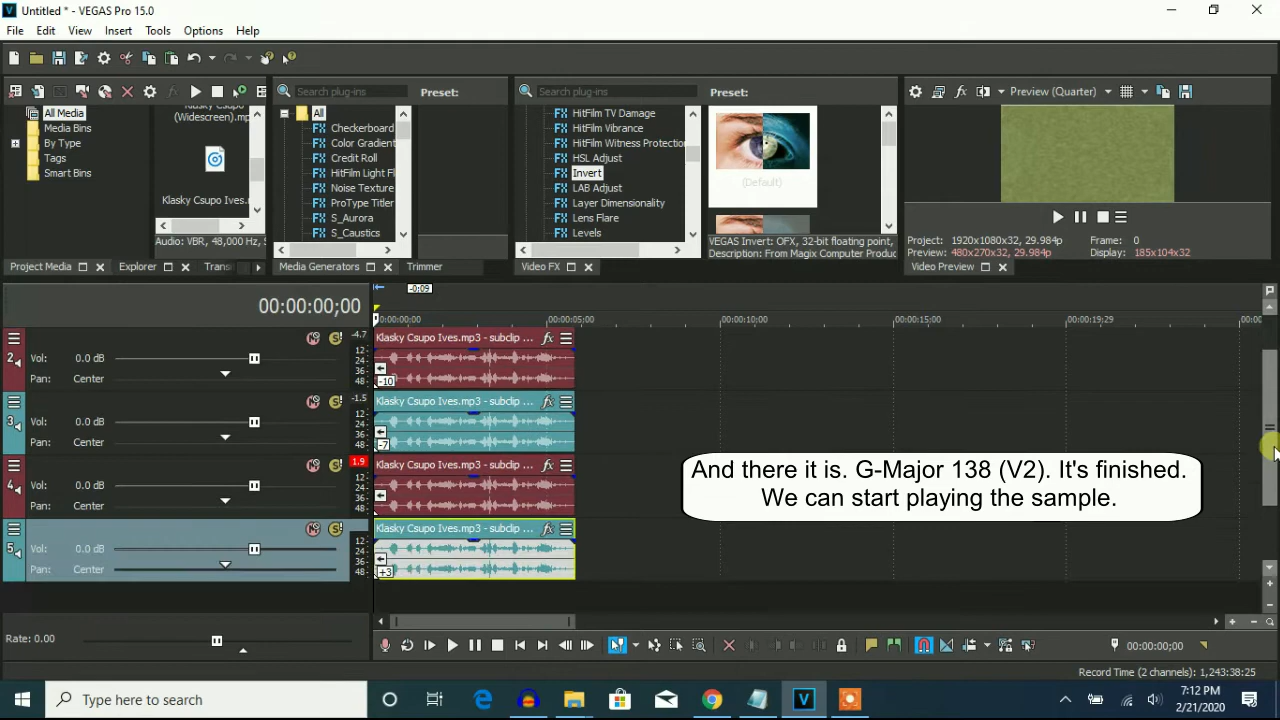 Untitled * - VEGAS Pro 15.0
File Edit View Insert Tools Options Help
Search plug-ins Preset: Search plug-ins Preset: Preview (Quarter)
All Media
Media Bins
By Type
Tags
Smart Bins
Klasky Csupo
(Widescreen).mp
Klasky Csupo Ives.
Audio: VBR, 48,000 Hz,
All
Checkerboard
Color Gradient
Credit Roll
HitFilm Light Fl
Noise Texture
ProType Titler
S_Aurora
S_Caustics
HitFilm TV Damage
HitFilm Vibrance
HitFilm Witness Protection
HSL Adjust
Invert
LAB Adjust
Layer Dimensionality
Lens Flare
Levels
(Default)
VEGAS Invert: OFX, 32-bit floating point,
Description: From Magix Computer Produc
Project: 1920x1080x32, 29.984p Frame: 0
Preview: 480x270x32, 29.984p Display: 185x104x32
Project Media Explorer Trans Media Generators Trimmer Video FX Video Preview
00:00:00;00
-0:09
0:00:00;00 00:00:05;00 00:00:10;00 00:00:15;00 00:00:19;29 00:00
2 Vol: 0.0 dB
Pan: Center
-4.7
12
24
36
48
Klasky Csupo Ives.mp3 - subclip ... fx
-10
3 Vol: 0.0 dB
Pan: Center
-1.5
12
24
36
48
Klasky Csupo Ives.mp3 - subclip ... fx
-7
4 Vol: 0.0 dB
Pan: Center
1.9
12
24
36
48
Klasky Csupo Ives.mp3 - subclip ... fx
5 Vol: 0.0 dB
Pan: Center
12
24
36
48
Klasky Csupo Ives.mp3 - subclip ... fx
+3
And there it is. G-Major 138 (V2). It's finished.
We can start playing the sample.
Rate: 0.00
00:00:00;00
Record Time (2 channels): 1,243:38:25
Type here to search
7:12 PM
2/21/2020